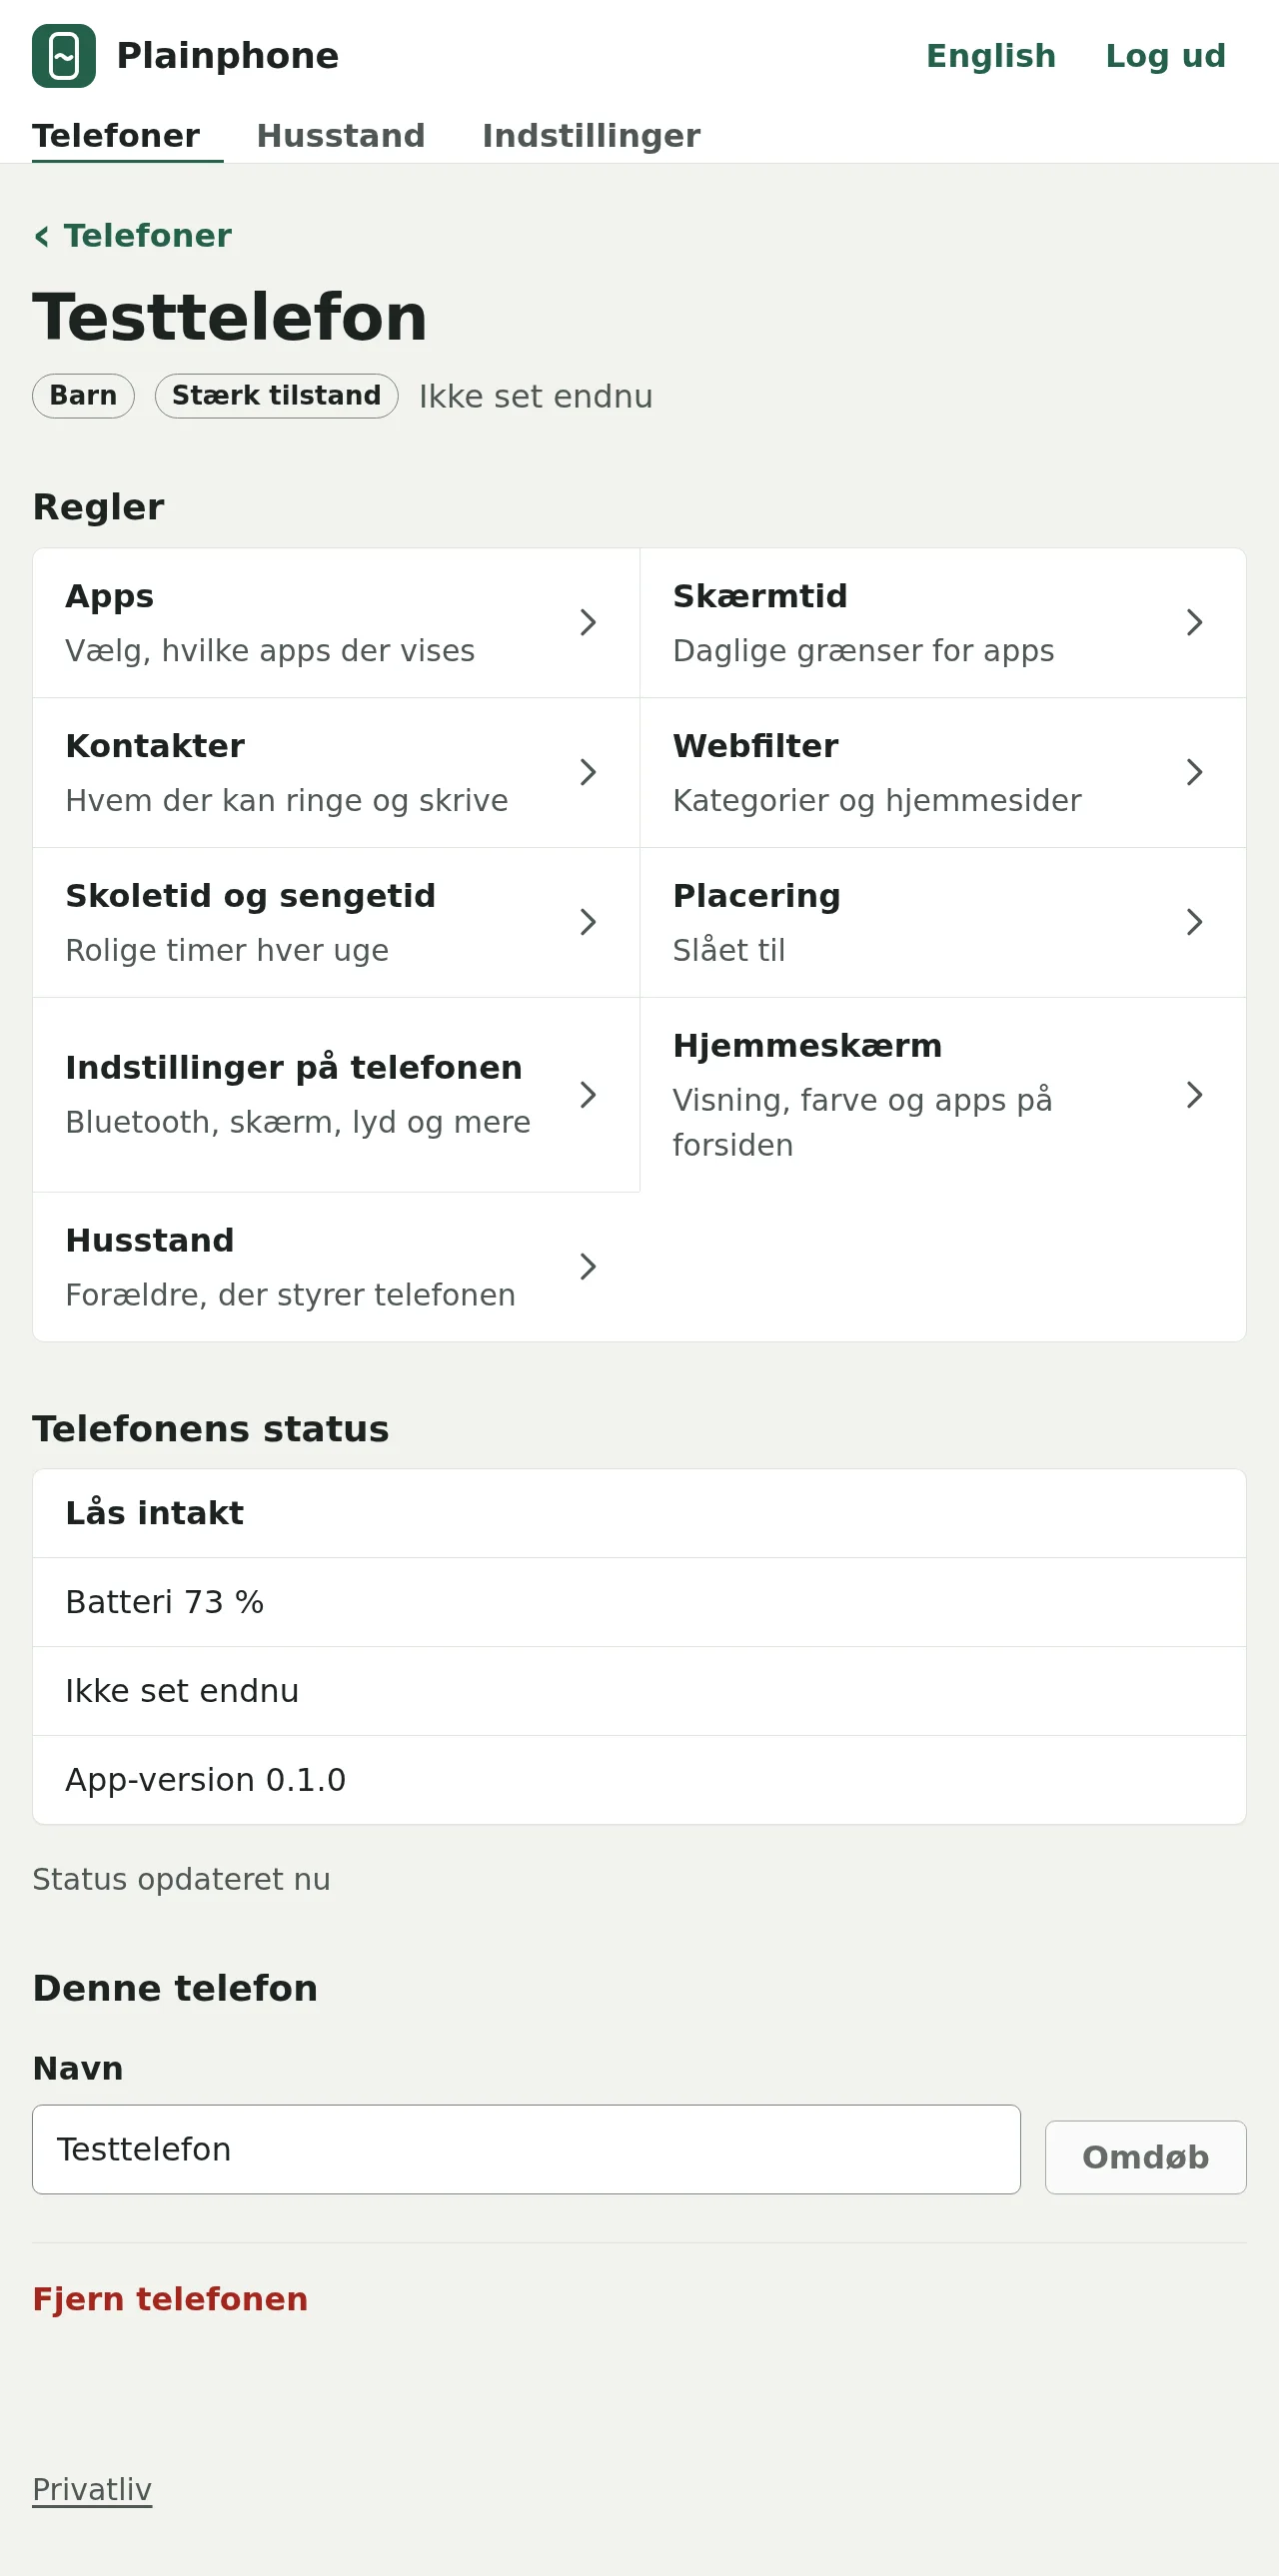 Plainphone
English
Log ud
Telefoner
Husstand
Indstillinger
‹ Telefoner
Testtelefon
Barn
Stærk tilstand
Ikke set endnu
Regler
Apps
Vælg, hvilke apps der vises
Skærmtid
Daglige grænser for apps
Kontakter
Hvem der kan ringe og skrive
Webfilter
Kategorier og hjemmesider
Skoletid og sengetid
Rolige timer hver uge
Placering
Slået til
Indstillinger på telefonen
Bluetooth, skærm, lyd og mere
Hjemmeskærm
Visning, farve og apps på
forsiden
Husstand
Forældre, der styrer telefonen
Telefonens status
Lås intakt
Batteri 73 %
Ikke set endnu
App-version 0.1.0
Status opdateret nu
Denne telefon
Navn
Testtelefon
Omdøb
Fjern telefonen
Privatliv